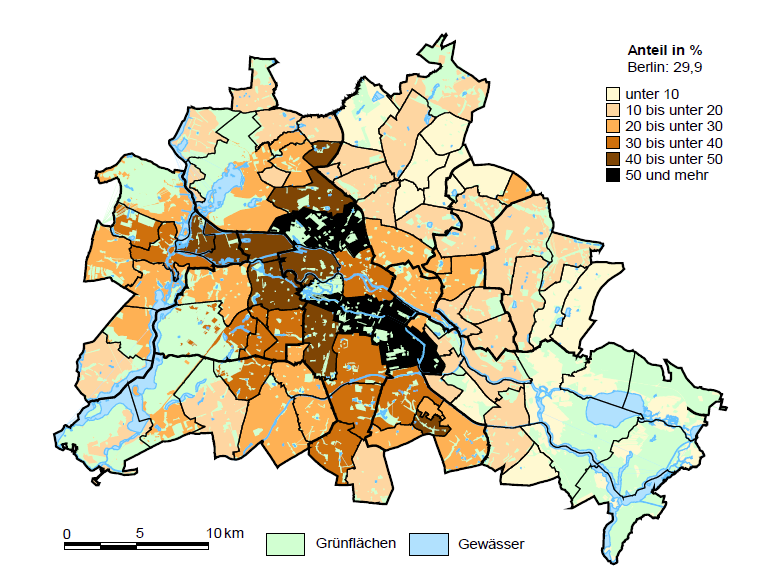 Anteil in %
Berlin: 29,9
unter 10
10 bis unter 20
20 bis unter 30
30 bis unter 40
40 bis unter 50
50 und mehr
0 5 10 km
Grünflächen Gewässer